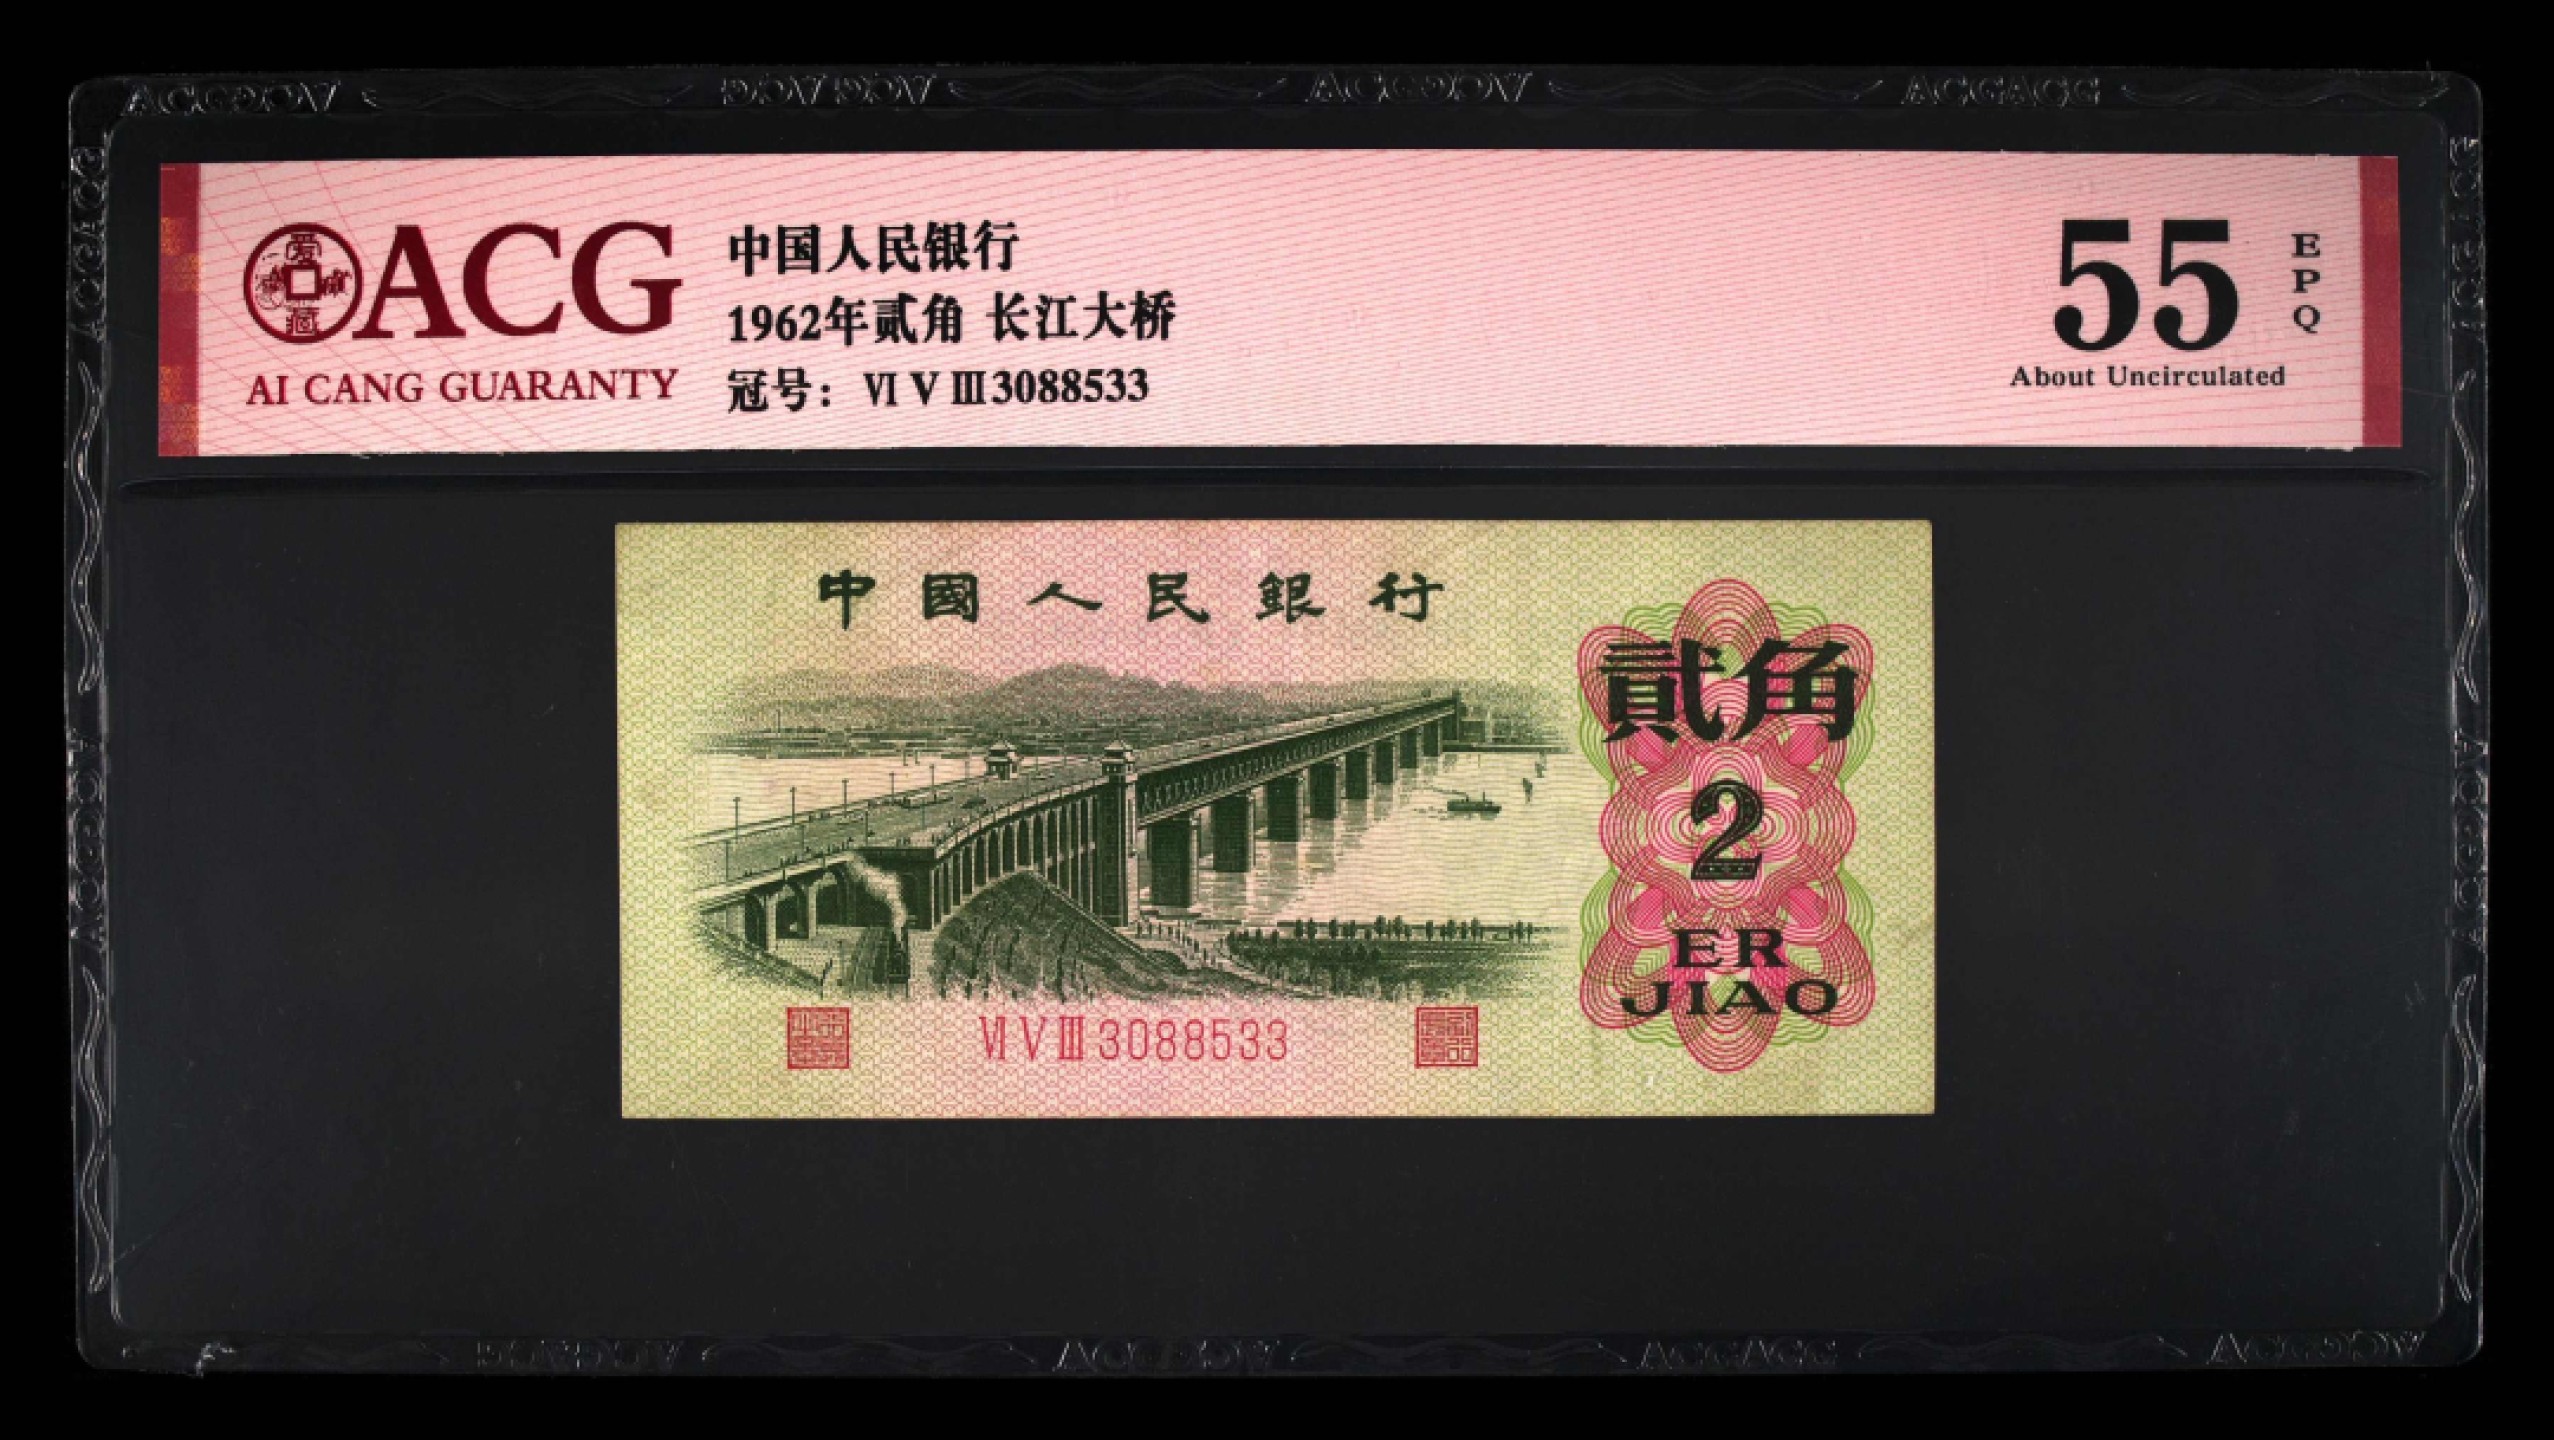 ACG
AI CANG GUARANTY
中国人民银行
1962年贰角 长江大桥
冠号：Ⅵ Ⅴ Ⅲ3088533
55
EPQ
About Uncirculated
中國人民銀行
貳角
2
ER
JIAO
Ⅵ Ⅴ Ⅲ 3088533